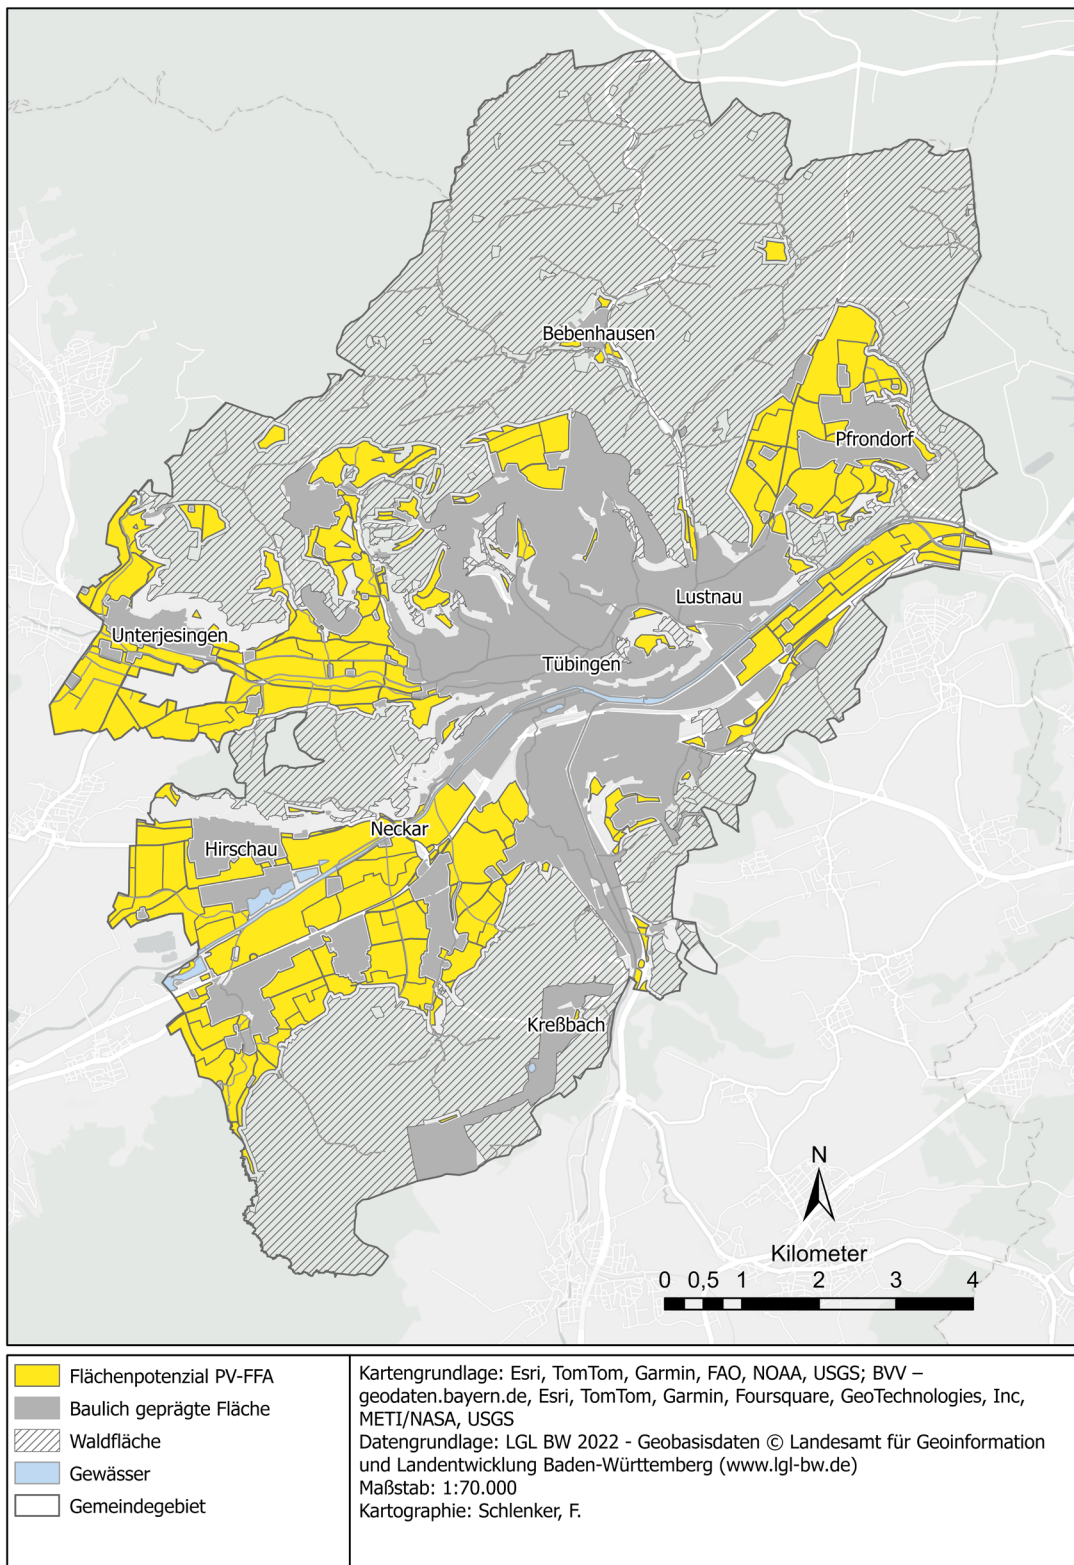 Bebenhausen
Pfrondorf
Lustnau
Unterjesingen
Tübingen
Neckar
Hirschau
Kreßbach
N
Kilometer
0 0,5 1 2 3 4
Flächenpotenzial PV-FFA
Baulich geprägte Fläche
Waldfläche
Gewässer
Gemeindegebiet
Kartengrundlage: Esri, TomTom, Garmin, FAO, NOAA, USGS; BVV –
geodaten.bayern.de, Esri, TomTom, Garmin, Foursquare, GeoTechnologies, Inc,
METI/NASA, USGS
Datengrundlage: LGL BW 2022 - Geobasisdaten © Landesamt für Geoinformation
und Landentwicklung Baden-Württemberg (www.lgl-bw.de)
Maßstab: 1:70.000
Kartographie: Schlenker, F.